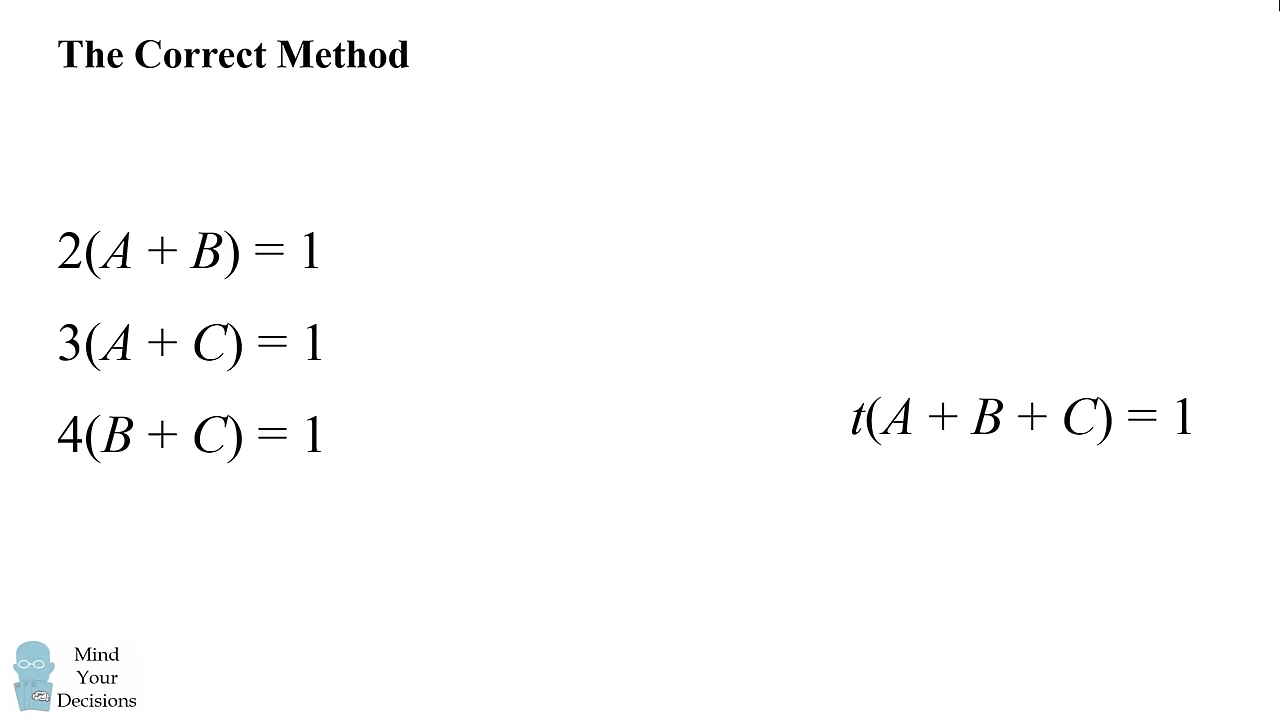 The Correct Method
2(A + B) = 1
3(A + C) = 1
4(B + C) = 1
t(A + B + C) = 1
Mind
Your
Decisions